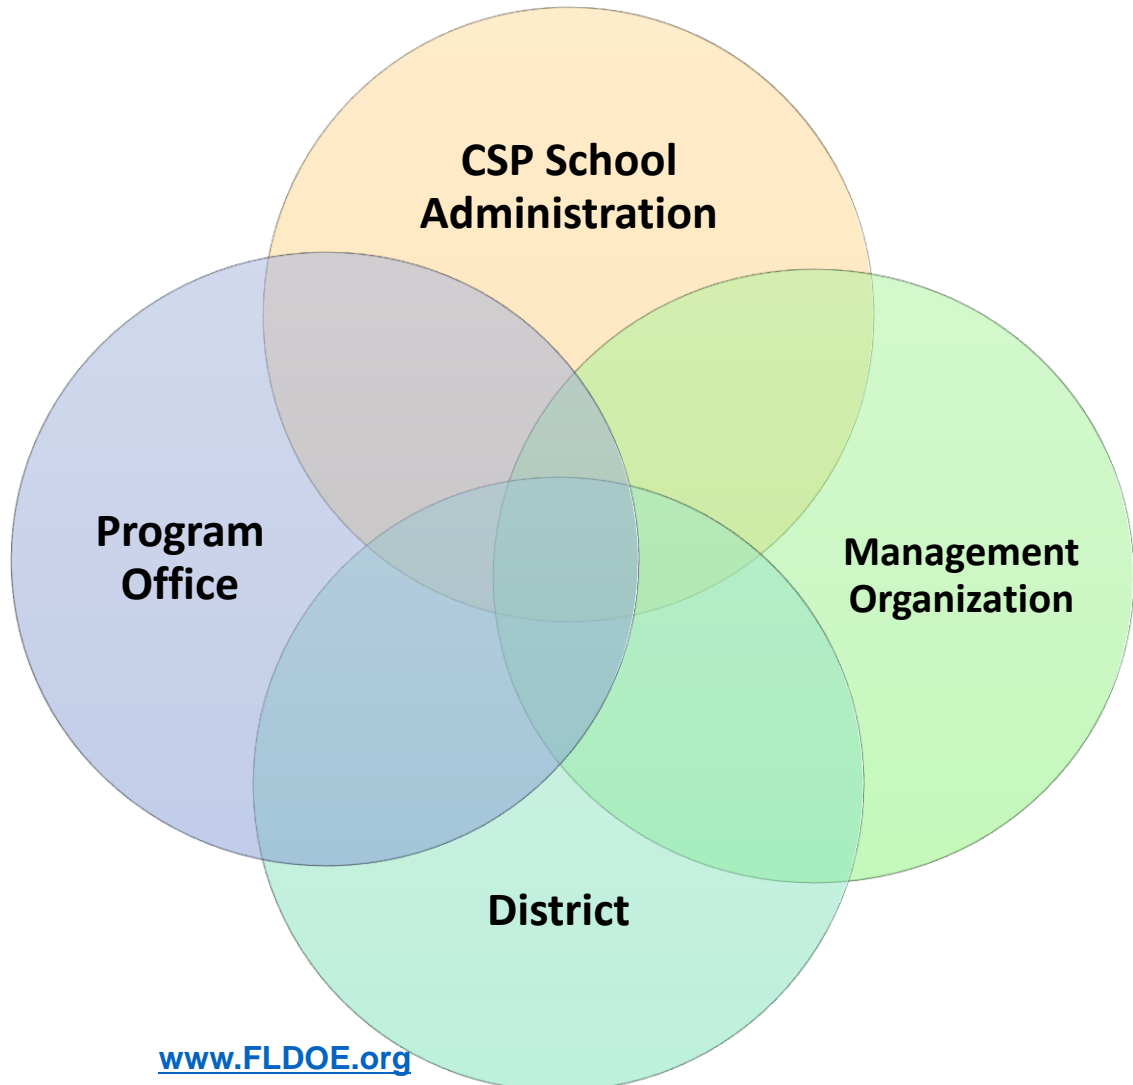 CSP School
Administration
Program
Office
Management
Organization
District
www.FLDOE.org